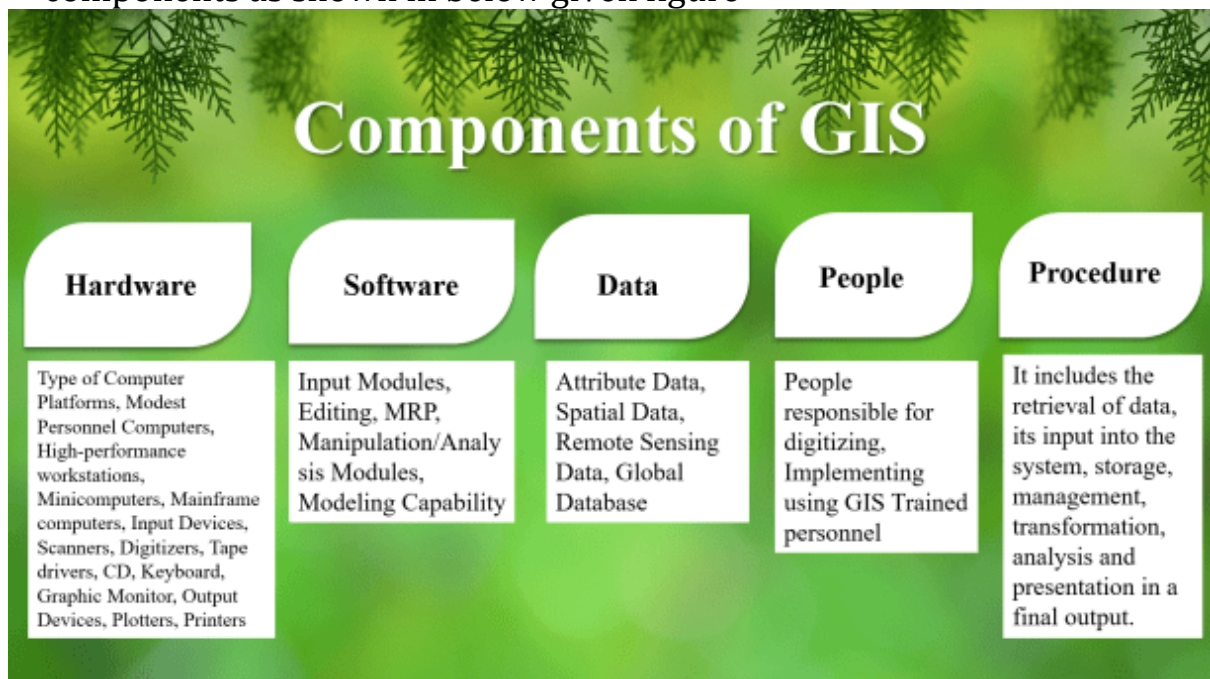 components as shown in below given figure
Components of GIS
Hardware
Software
Data
People
Procedure
Type of Computer
Platforms, Modest
Personnel Computers,
High-performance
workstations,
Minicomputers, Mainframe
computers, Input Devices,
Scanners, Digitizers, Tape
drivers, CD, Keyboard,
Graphic Monitor, Output
Devices, Plotters, Printers
Input Modules,
Editing, MRP,
Manipulation/Analy
sis Modules,
Modeling Capability
Attribute Data,
Spatial Data,
Remote Sensing
Data, Global
Database
People
responsible for
digitizing,
Implementing
using GIS Trained
personnel
It includes the
retrieval of data,
its input into the
system, storage,
management,
transformation,
analysis and
presentation in a
final output.